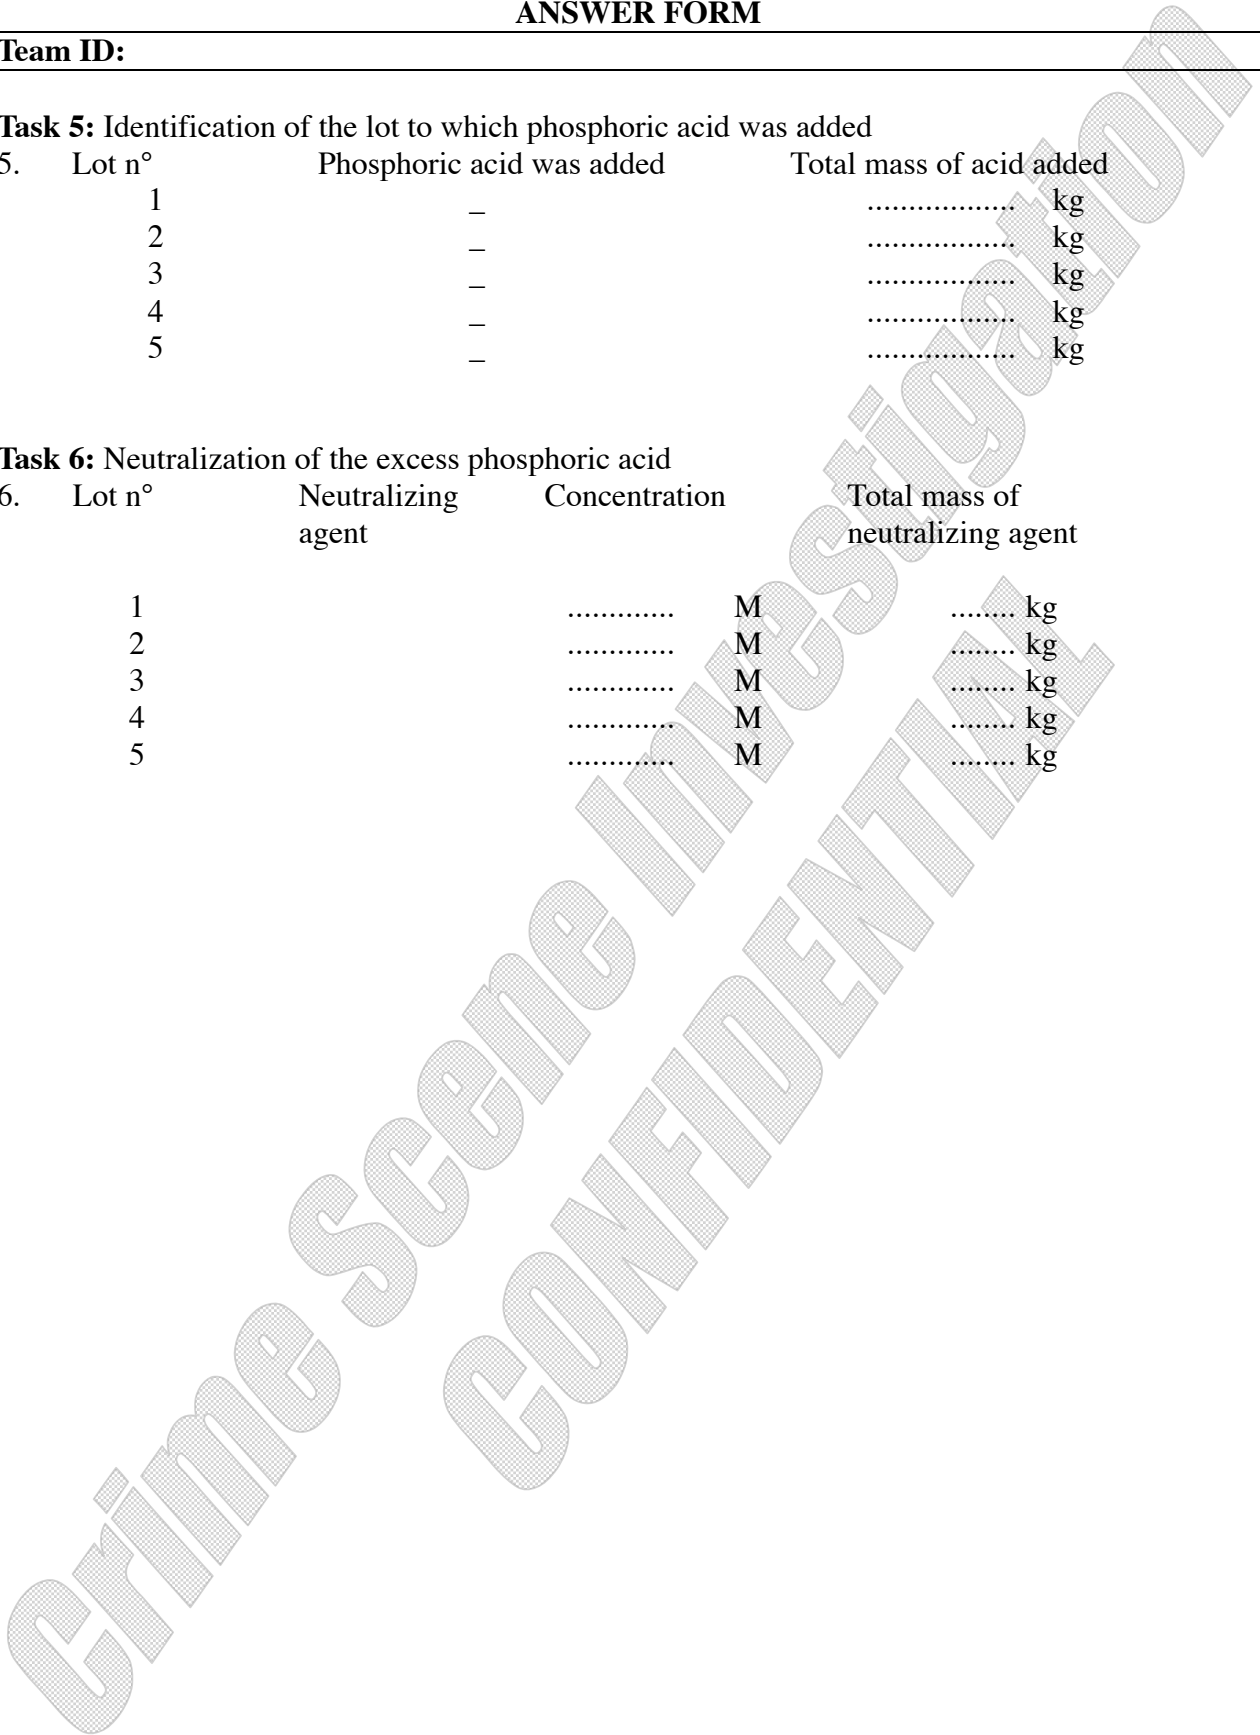 ANSWER FORM
Team ID:
Task 5: Identification of the lot to which phosphoric acid was added
5. Lot n° Phosphoric acid was added Total mass of acid added
1 _ .................. kg
2 _ .................. kg
3 _ .................. kg
4 _ .................. kg
5 _ .................. kg
Task 6: Neutralization of the excess phosphoric acid
6. Lot n° Neutralizing Concentration Total mass of
agent neutralizing agent
1 ............. M ........ kg
2 ............. M ........ kg
3 ............. M ........ kg
4 ............. M ........ kg
5 ............. M ........ kg
Crime Scene Investigation
CONFIDENTIAL